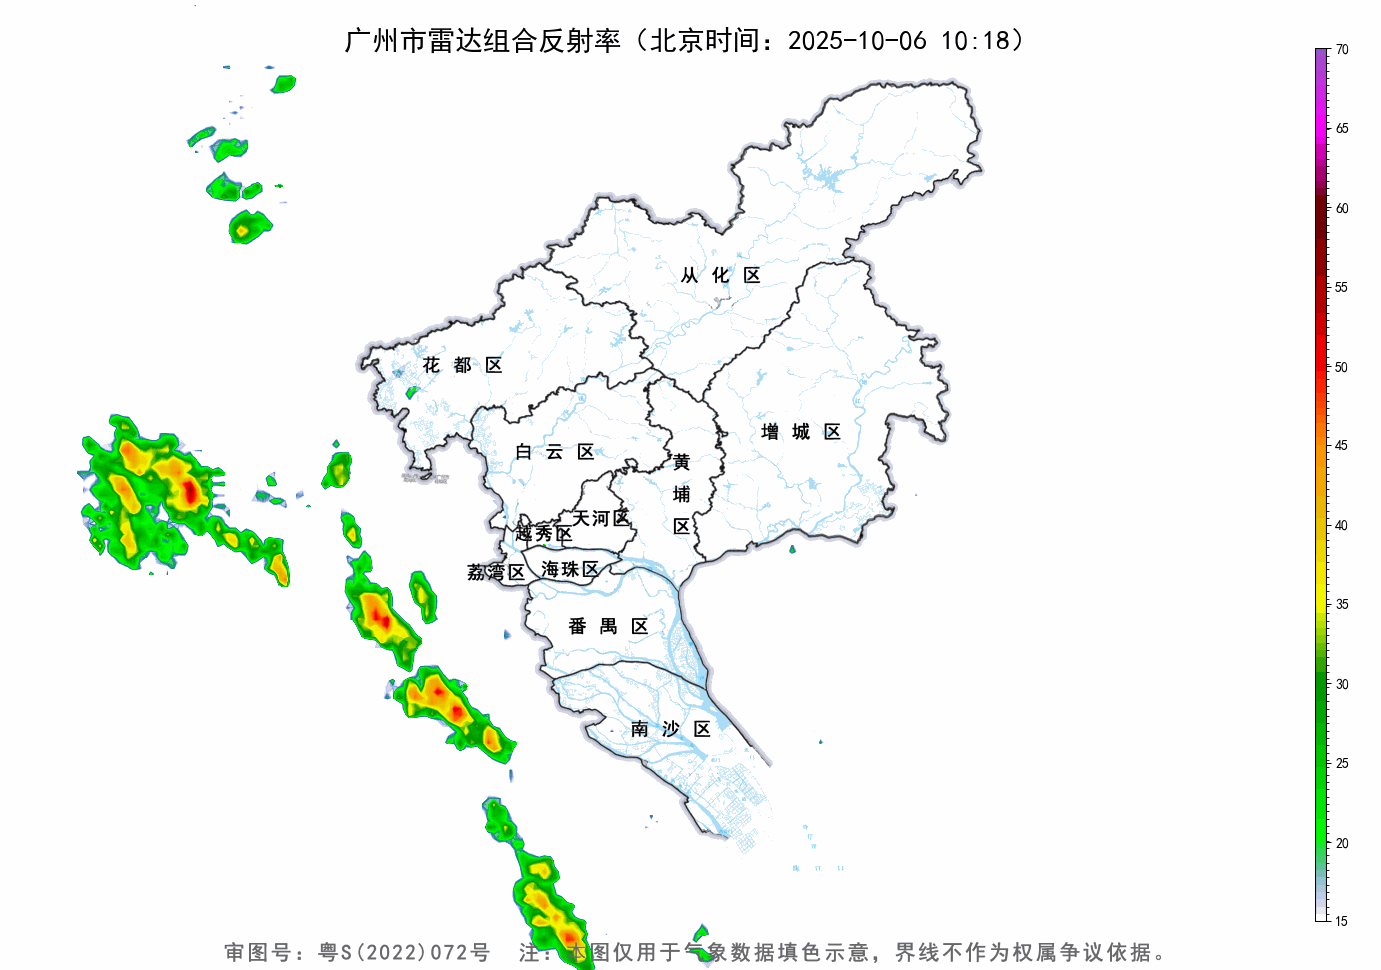 广州市雷达组合反射率（北京时间：2025-10-06 10:18）
70
65
60
55
50
45
40
35
30
25
20
15
从化区
花都区
增城区
白云区
黄埔区
天河区
越秀区
荔湾区
海珠区
番禺区
南沙区
审图号：粤S(2022)072号 注：本图仅用于气象数据填色示意，界线不作为权属争议依据。